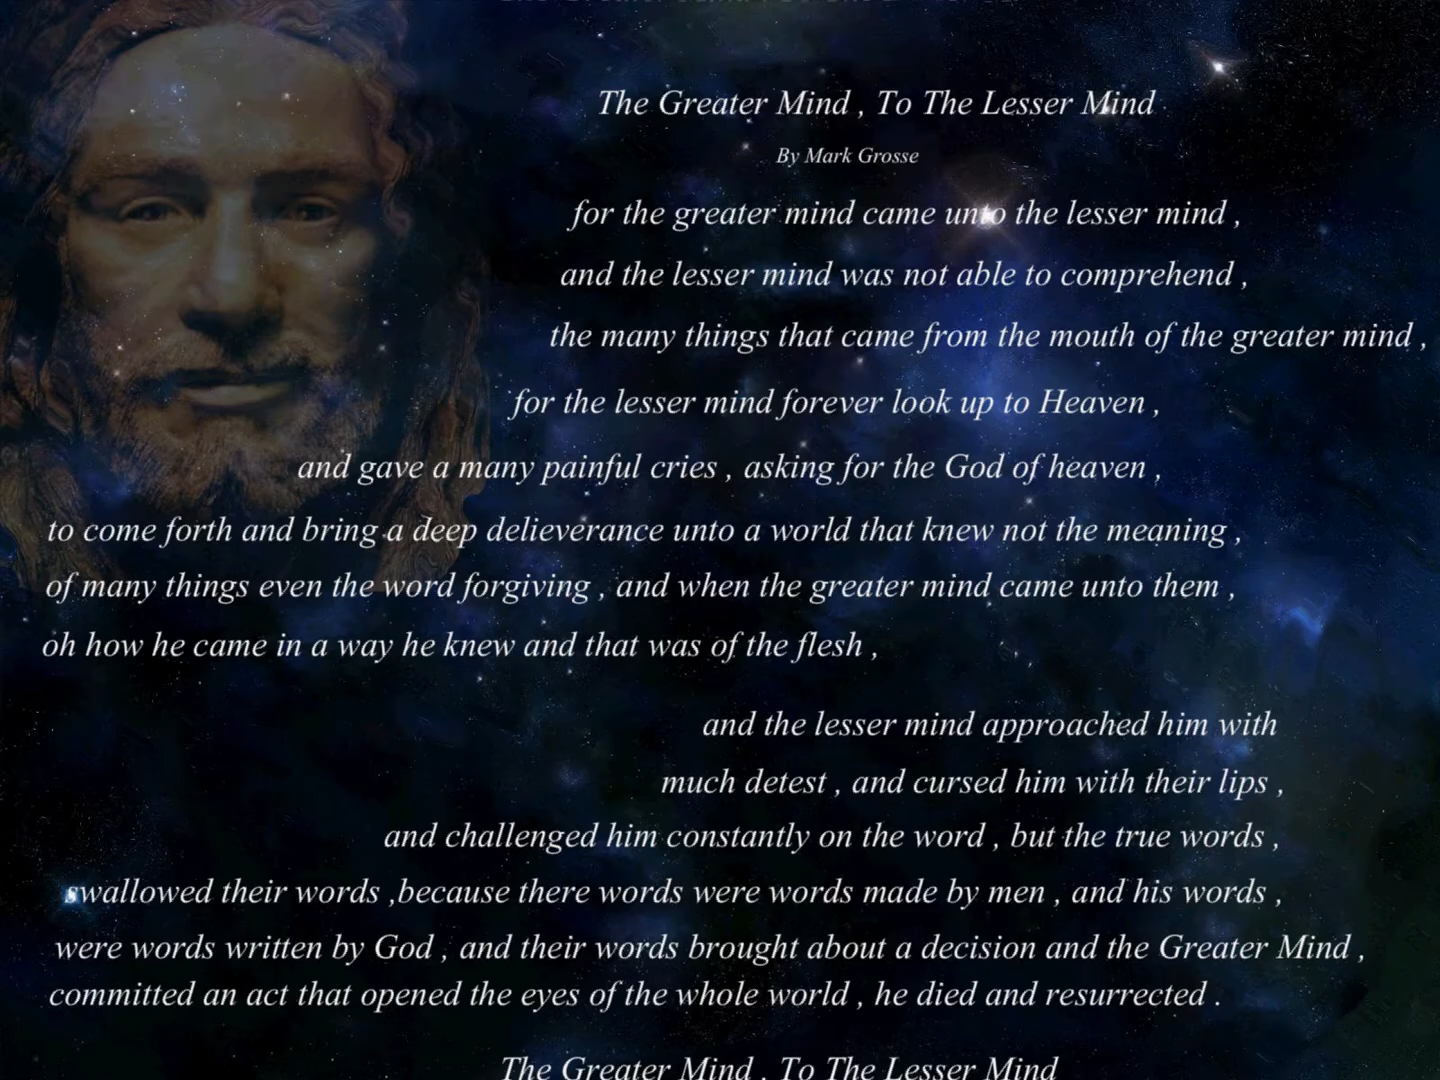 The Greater Mind , To The Lesser Mind
By Mark Grosse
for the greater mind came unto the lesser mind ,
and the lesser mind was not able to comprehend ,
the many things that came from the mouth of the greater mind ,
for the lesser mind forever look up to Heaven ,
and gave a many painful cries , asking for the God of heaven ,
to come forth and bring a deep delieverance unto a world that knew not the meaning ,
of many things even the word forgiving , and when the greater mind came unto them ,
oh how he came in a way he knew and that was of the flesh ,
and the lesser mind approached him with
much detest , and cursed him with their lips ,
and challenged him constantly on the word , but the true words ,
swallowed their words ,because there words were words made by men , and his words ,
were words written by God , and their words brought about a decision and the Greater Mind ,
committed an act that opened the eyes of the whole world , he died and resurrected .
The Greater Mind , To The Lesser Mind